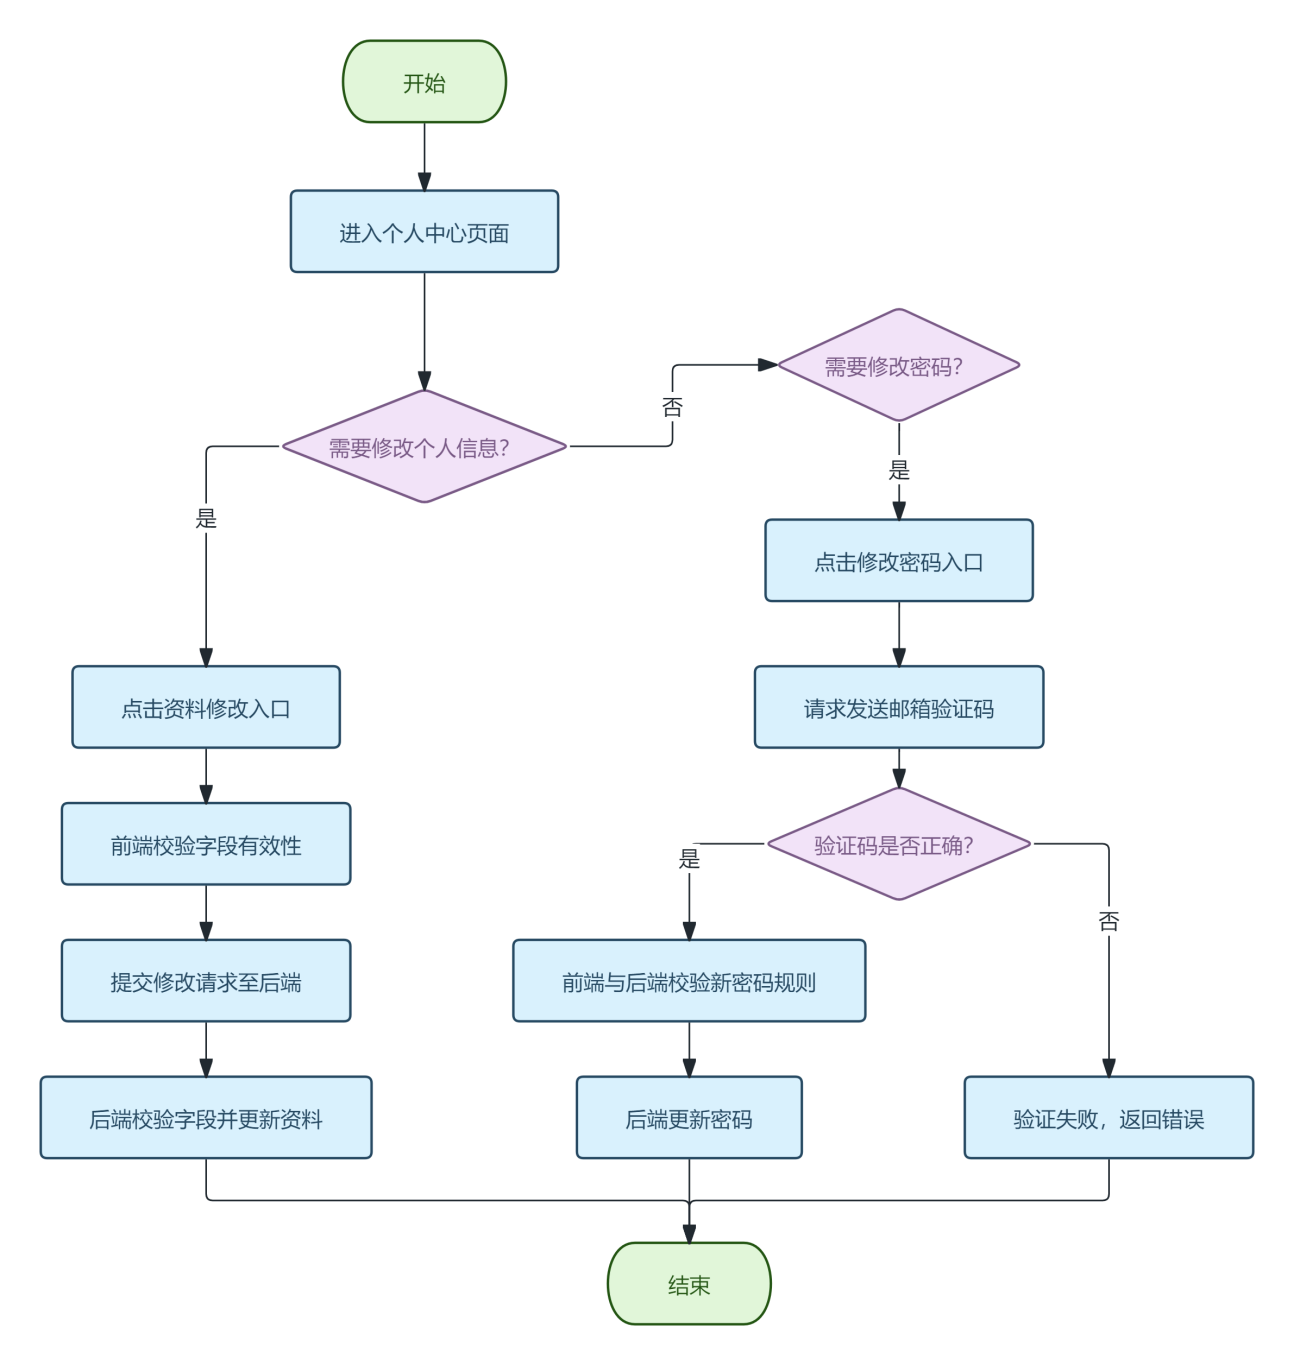 开始
进入个人中心页面
需要修改密码?
否
需要修改个人信息?
是
是
点击修改密码入口
点击资料修改入口
请求发送邮箱验证码
前端校验字段有效性
验证码是否正确?
是
否
提交修改请求至后端
前端与后端校验新密码规则
后端校验字段并更新资料
后端更新密码
验证失败，返回错误
结束